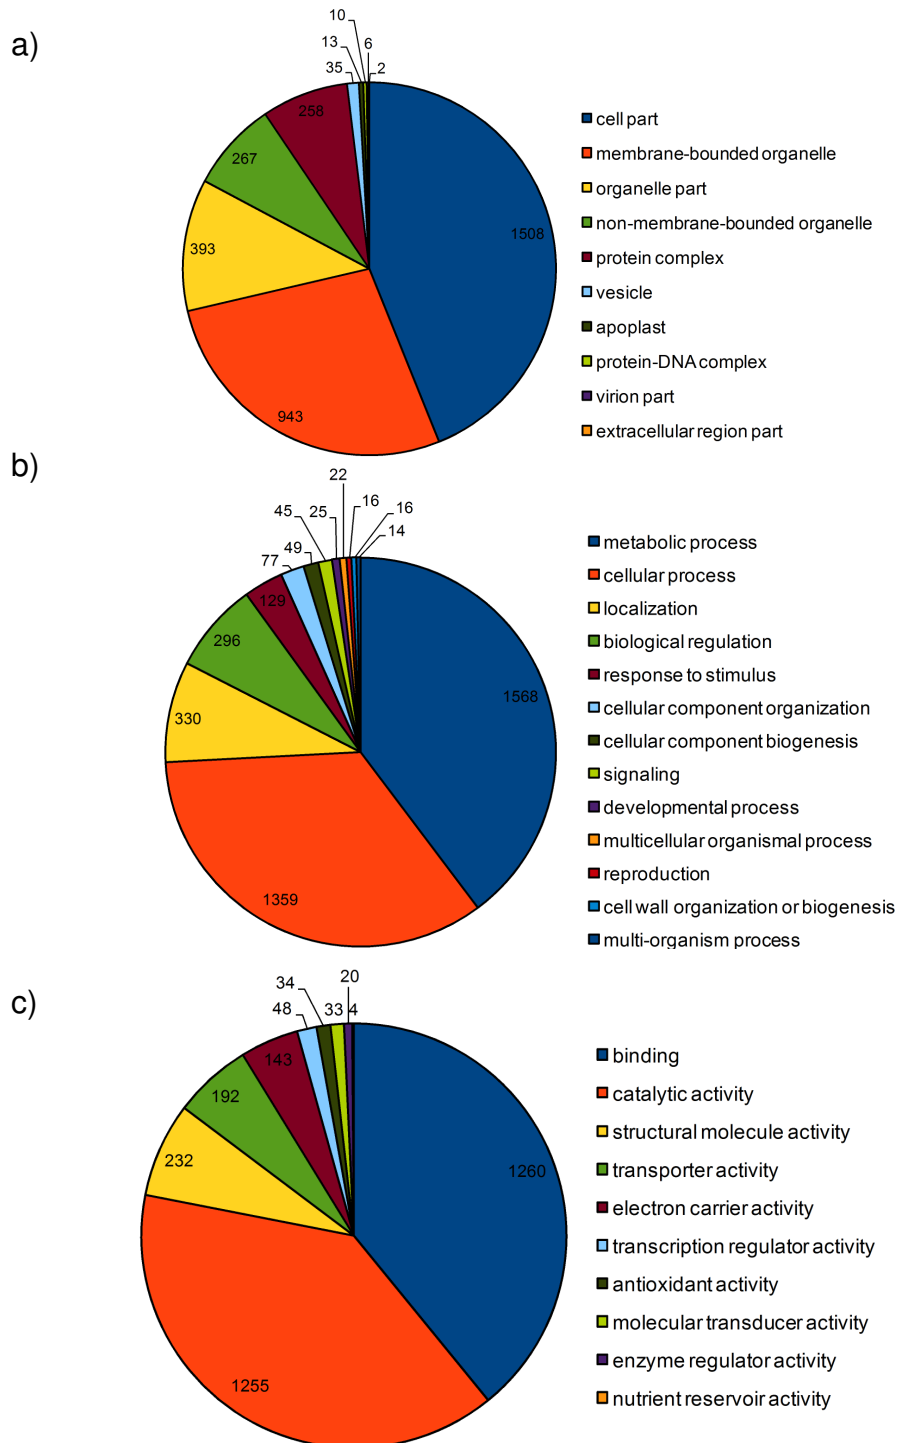 a)
10
13
6
35
2
258
267
393
1508
943
cell part
membrane-bounded organelle
organelle part
non-membrane-bounded organelle
protein complex
vesicle
apoplast
protein-DNA complex
virion part
extracellular region part
b)
22
45
25
16
16
49
14
77
129
296
330
1568
1359
metabolic process
cellular process
localization
biological regulation
response to stimulus
cellular component organization
cellular component biogenesis
signaling
developmental process
multicellular organismal process
reproduction
cell wall organization or biogenesis
multi-organism process
c)
20
34
48
33
4
143
192
232
1260
1255
binding
catalytic activity
structural molecule activity
transporter activity
electron carrier activity
transcription regulator activity
antioxidant activity
molecular transducer activity
enzyme regulator activity
nutrient reservoir activity